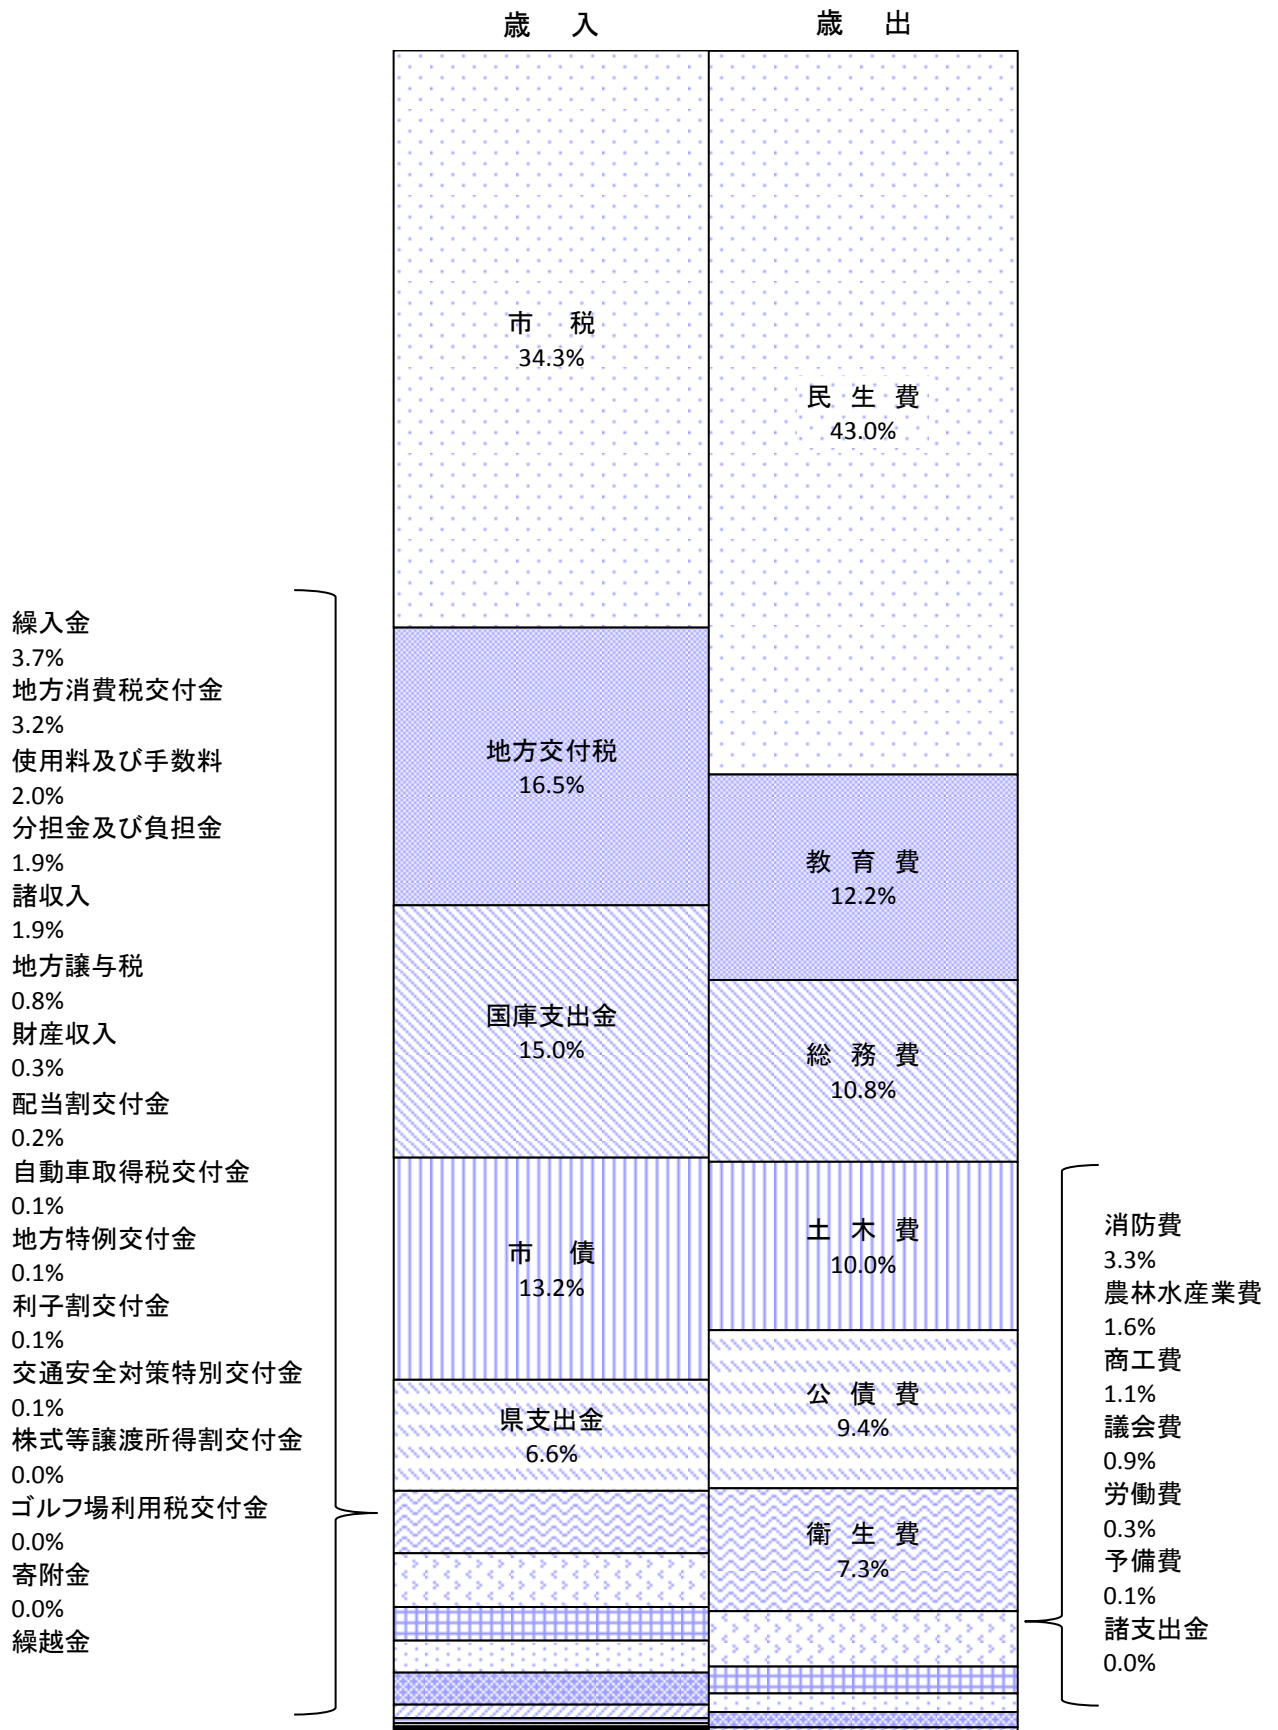 歳 入
歳 出
市 税
34.3%
地方交付税
16.5%
国庫支出金
15.0%
市 債
13.2%
県支出金
6.6%
民 生 費
43.0%
教 育 費
12.2%
総 務 費
10.8%
土 木 費
10.0%
公 債 費
9.4%
衛 生 費
7.3%
繰入金
3.7%
地方消費税交付金
3.2%
使用料及び手数料
2.0%
分担金及び負担金
1.9%
諸収入
1.9%
地方譲与税
0.8%
財産収入
0.3%
配当割交付金
0.2%
自動車取得税交付金
0.1%
地方特例交付金
0.1%
利子割交付金
0.1%
交通安全対策特別交付金
0.1%
株式等譲渡所得割交付金
0.0%
ゴルフ場利用税交付金
0.0%
寄附金
0.0%
繰越金
消防費
3.3%
農林水産業費
1.6%
商工費
1.1%
議会費
0.9%
労働費
0.3%
予備費
0.1%
諸支出金
0.0%